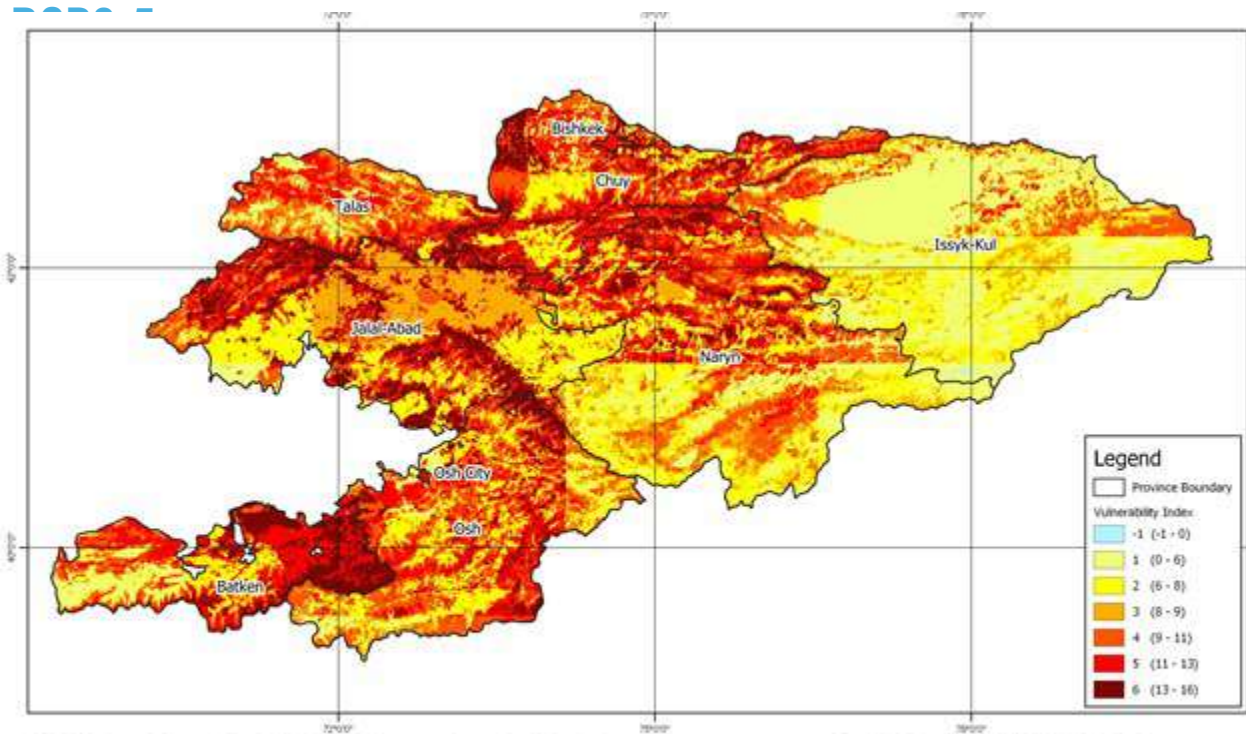 Bishkek
Chuy
Talas
Issyk-Kul
Jalal-Abad
Naryn
Osh City
Osh
Batken
Legend
Province Boundary
Vulnerability Index
-1 (-1 - 0)
1 (0 - 6)
2 (6 - 8)
3 (8 - 9)
4 (9 - 11)
5 (11 - 13)
6 (13 - 16)